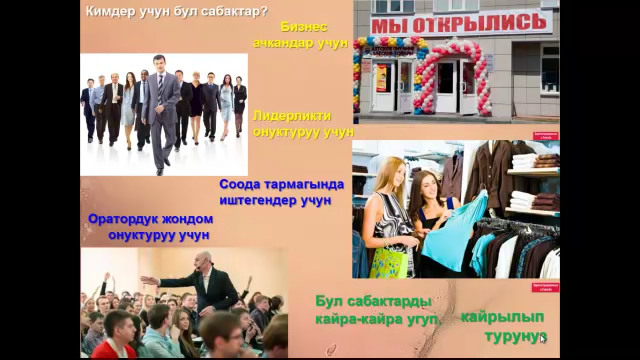 Кимдер учун бул сабактар?
Бизнес
ачкандар учун
МЫ ОТКРЫЛИСЬ
Лидерликти
онуктуруу учун
Соода тармагында
иштегендер учун
Оратордук жондом
онуктуруу учун
Бул сабактарды
кайра-кайра угуп,
кайрылып
турунуз